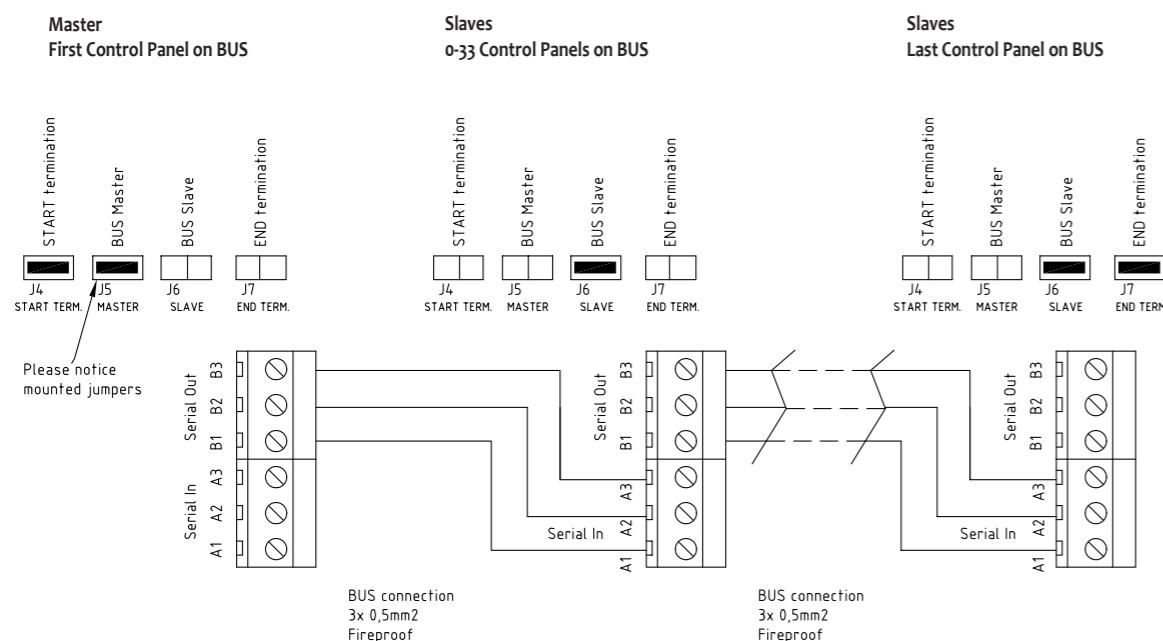 Master
First Control Panel on BUS
Slaves
0-33 Control Panels on BUS
Slaves
Last Control Panel on BUS
START termination
BUS Master
BUS Slave
END termination
START termination
BUS Master
BUS Slave
END termination
START termination
BUS Master
BUS Slave
END termination
J4
J5
J6
J7
START TERM.
MASTER
SLAVE
END TERM.
J4
J5
J6
J7
START TERM.
MASTER
SLAVE
END TERM.
J4
J5
J6
J7
START TERM.
MASTER
SLAVE
END TERM.
Please notice
mounted jumpers
Serial Out
B3
B2
B1
Serial In
A3
A2
A1
Serial Out
B3
B2
B1
Serial In
A3
A2
A1
Serial Out
B3
B2
B1
Serial In
A3
A2
A1
BUS connection
3x 0,5mm2
Fireproof
BUS connection
3x 0,5mm2
Fireproof